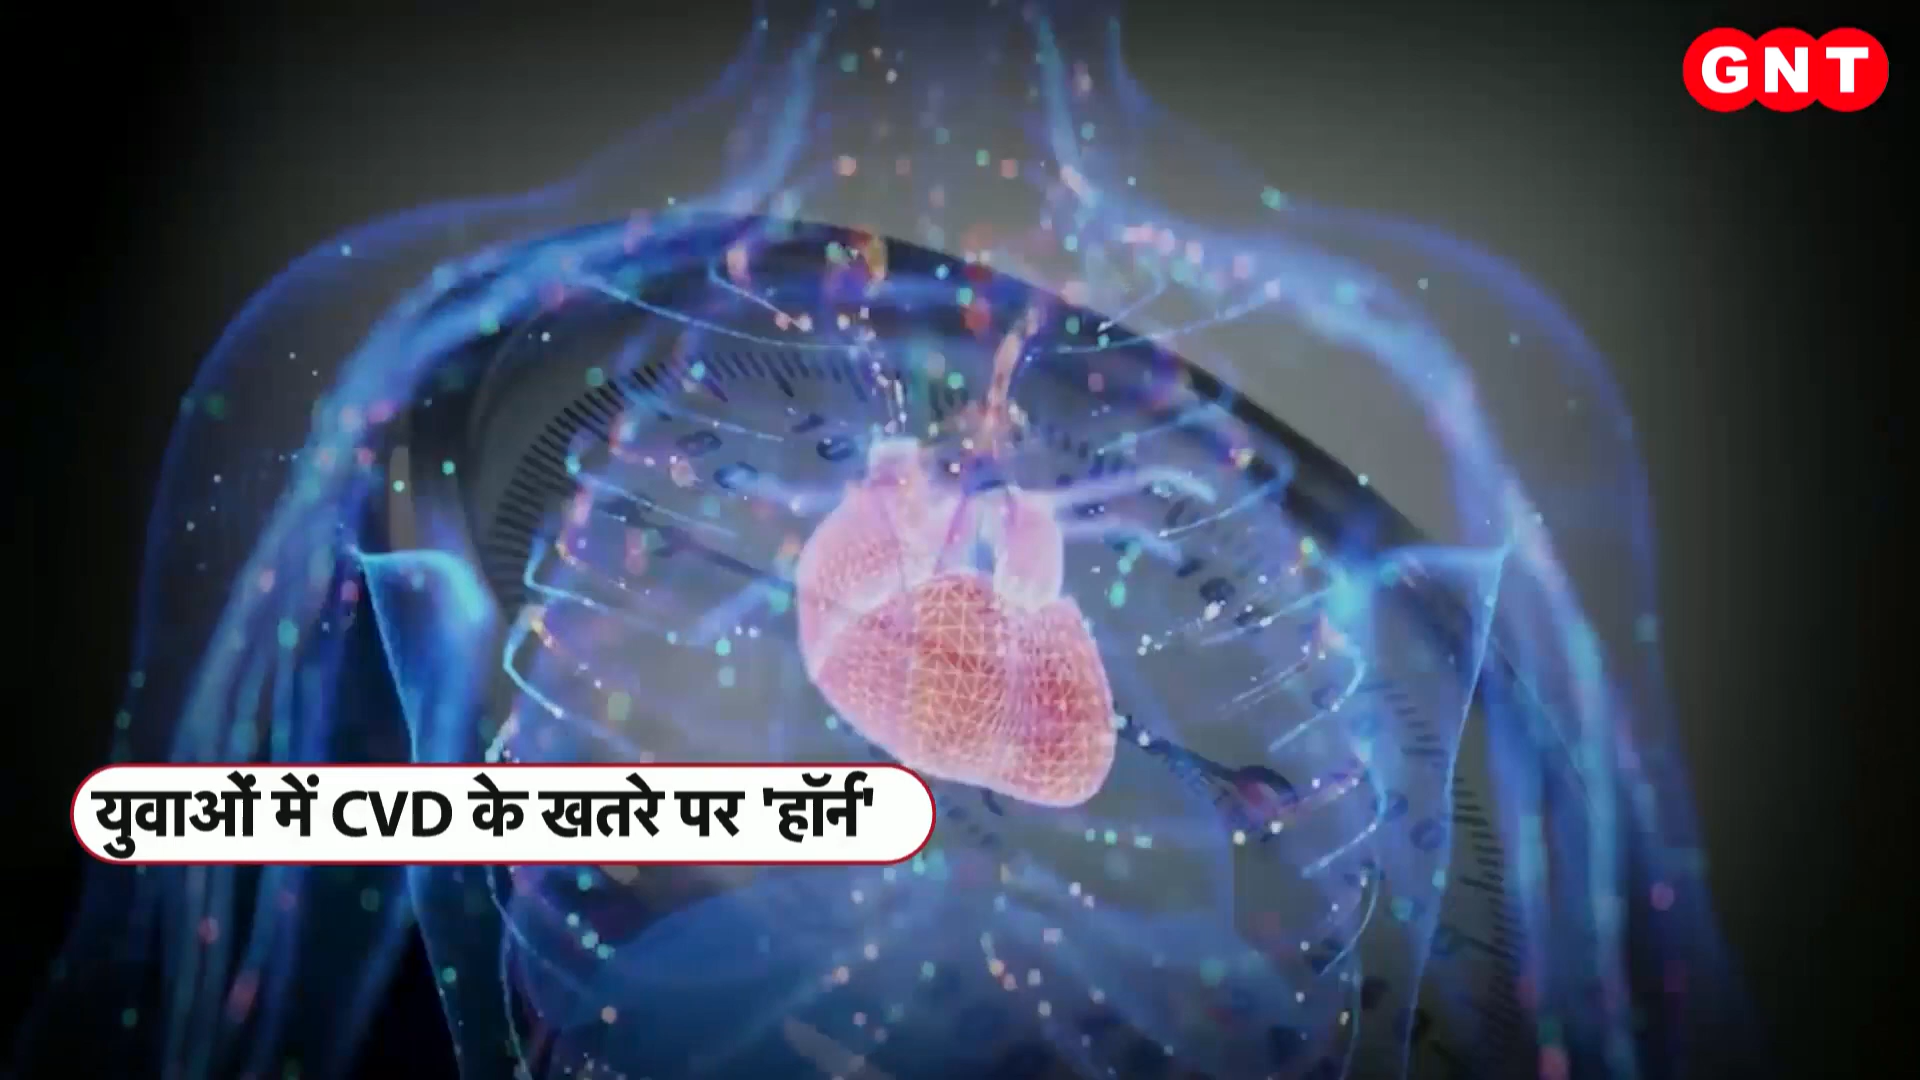 GNT
युवाओं में CVD के खतरे पर 'हॉर्न'